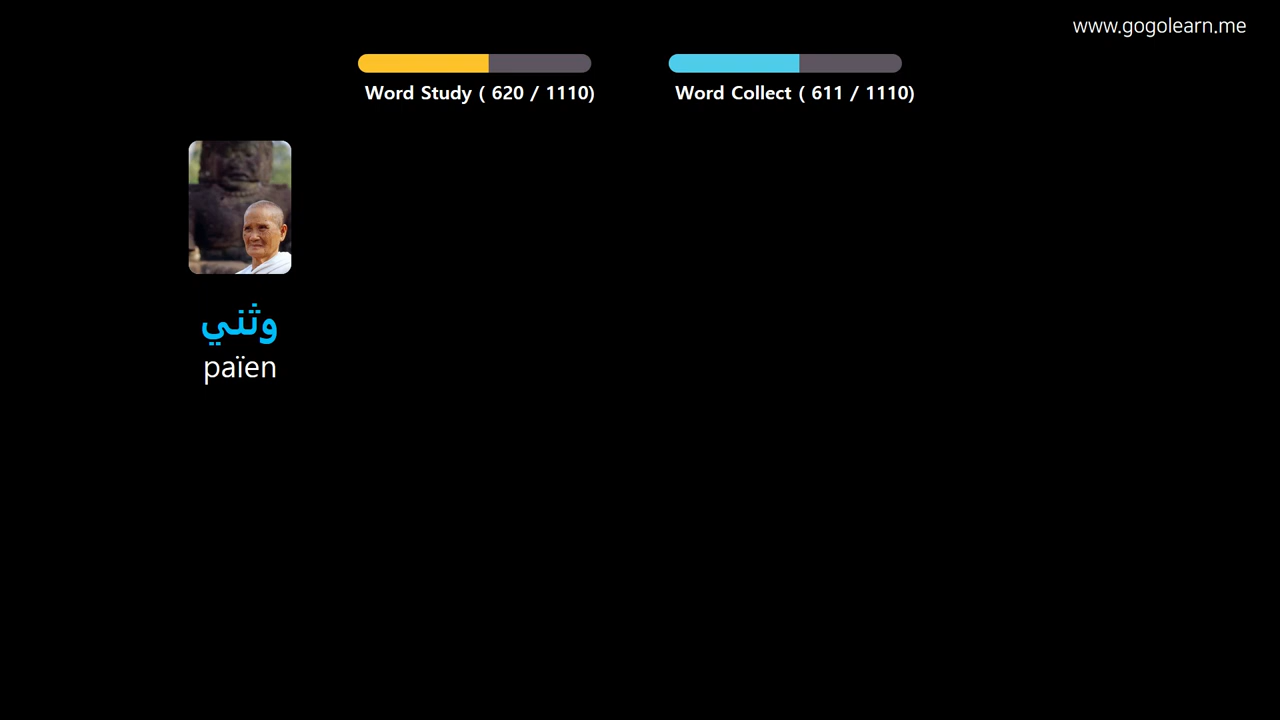 www.gogolearn.me
Word Study ( 620 / 1110)
Word Collect ( 611 / 1110)
وثني
païen